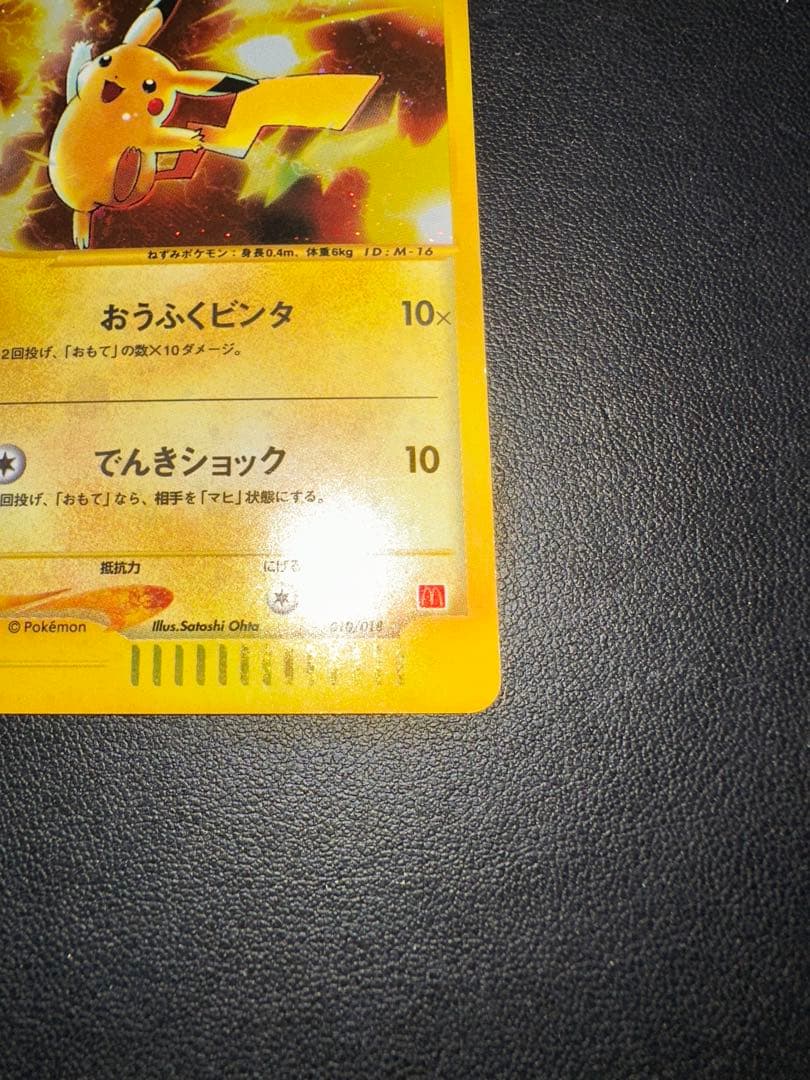 ねずみポケモン：身長0.4m、体重6kg ID：M-16
おうふくビンタ 10×
2回投げ、「おもて」の数×10ダメージ。
でんきショック 10
回投げ、「おもて」なら、相手を「マヒ」状態にする。
抵抗力 にげる
© Pokémon Illus.Satoshi Ohta 010/018